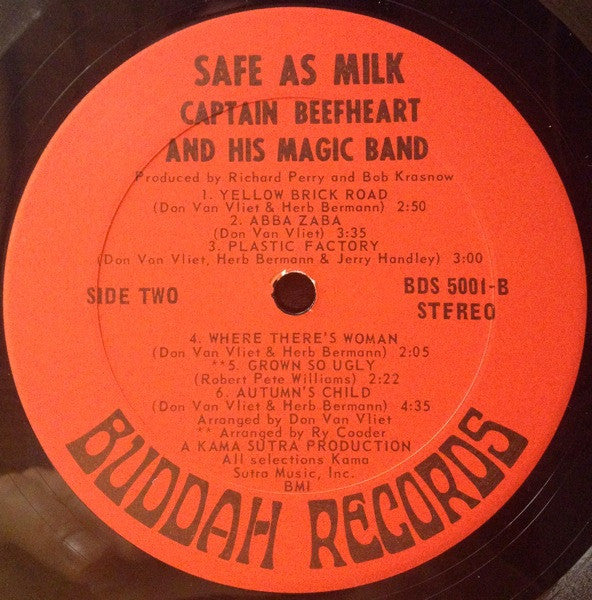 SAFE AS MILK
CAPTAIN BEEFHEART
AND HIS MAGIC BAND
Produced by Richard Perry and Bob Krasnow
1. YELLOW BRICK ROAD
(Don Van Vliet & Herb Bermann) 2:50
2. ABBA ZABA
(Don Van Vliet) 3:35
3. PLASTIC FACTORY
(Don Van Vliet, Herb Bermann & Jerry Handley) 3:00
SIDE TWO
BDS 5001-B
STEREO
4. WHERE THERE'S WOMAN
(Don Van Vliet & Herb Bermann) 2:05
**5. GROWN SO UGLY
(Robert Pete Williams) 2:22
6. AUTUMN'S CHILD
(Don Van Vliet & Herb Bermann) 4:35
Arranged by Don Van Vliet
** Arranged by Ry Cooder
A KAMA SUTRA PRODUCTION
All selections Kama
Sutra Music, Inc.
BMI
BUDDAH RECORDS